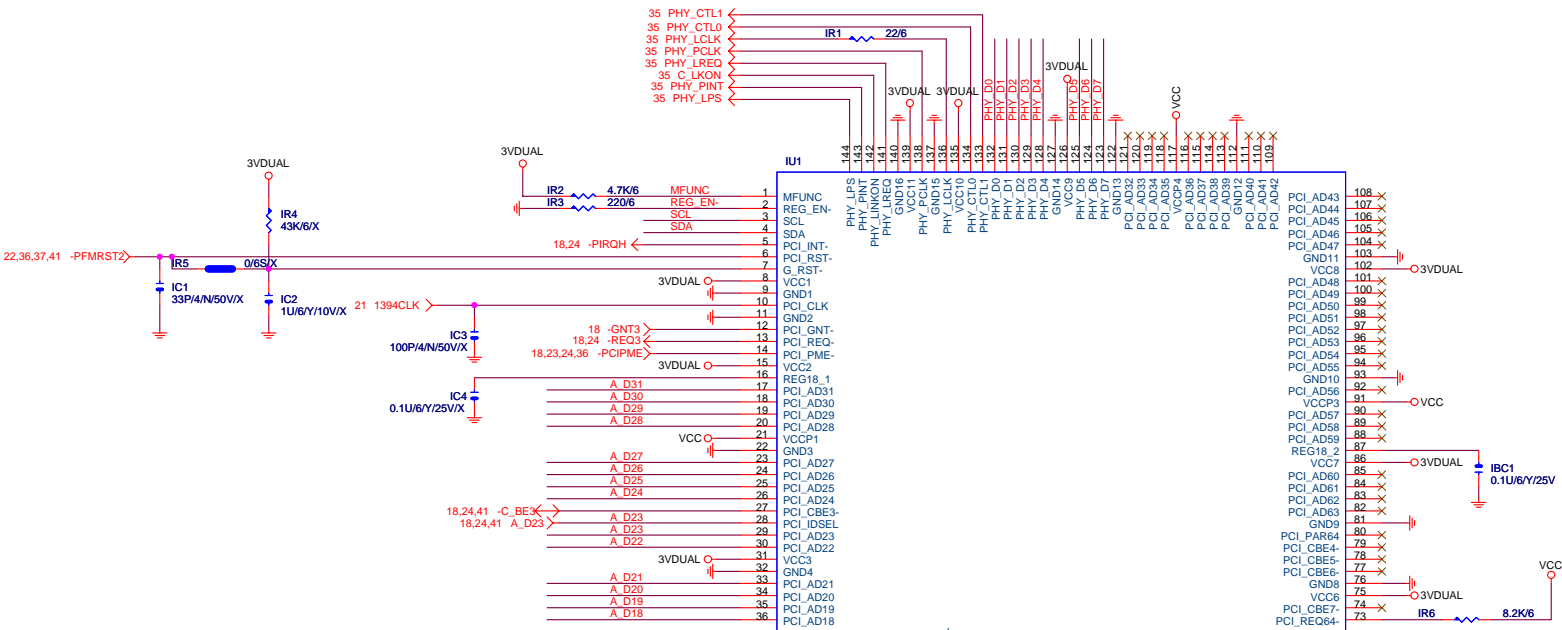 35 PHY_CTL1
35 PHY_CTL0
35 PHY_LCLK
35 PHY_PCLK
35 PHY_LREQ
35 C_LKON
35 PHY_PINT
35 PHY_LPS
IR1 22/6
3VDUAL
3VDUAL
3VDUAL
VCC
PHY_D0
PHY_D1
PHY_D2
PHY_D3
PHY_D4
PHY_D5
PHY_D6
PHY_D7
144
143
142
141
140
139
138
137
136
135
134
133
132
131
130
129
128
127
126
125
124
123
122
121
120
119
118
117
116
115
114
113
112
111
110
109
IU1
PHY_LPS
PHY_PINT
PHY_LINKON
PHY_LREQ
GND16
VCC11
PHY_PCLK
GND15
PHY_LCLK
VCC10
PHY_CTL0
PHY_CTL1
PHY_D0
PHY_D1
PHY_D2
PHY_D3
PHY_D4
GND14
VCC9
PHY_D5
PHY_D6
PHY_D7
GND13
PCI_AD32
PCI_AD33
PCI_AD34
PCI_AD35
VCCP4
PCI_AD36
PCI_AD37
PCI_AD38
PCI_AD39
GND12
PCI_AD40
PCI_AD41
PCI_AD42
3VDUAL
3VDUAL
IR2 4.7K/6 MFUNC 1 MFUNC
IR3 220/6 REG_EN- 2 REG_EN-
SCL 3 SCL
SDA 4 SDA
IR4
43K/6/X
18,24 -PIRQH 5 PCI_INT-
22,36,37,41 -PFMRST2 6 PCI_RST-
IR5 0/6S/X 7 G_RST-
3VDUAL 8 VCC1
9 GND1
IC1
33P/4/N/50V/X
IC2
1U/6/Y/10V/X
21 1394CLK 10 PCI_CLK
11 GND2
18 -GNT3 12 PCI_GNT-
18,24 -REQ3 13 PCI_REQ-
18,23,24,36 -PCIPME 14 PCI_PME-
IC3
100P/4/N/50V/X
3VDUAL 15 VCC2
16 REG18_1
IC4
0.1U/6/Y/25V/X
A_D31 17 PCI_AD31
A_D30 18 PCI_AD30
A_D29 19 PCI_AD29
A_D28 20 PCI_AD28
VCC 21 VCCP1
22 GND3
A_D27 23 PCI_AD27
A_D26 24 PCI_AD26
A_D25 25 PCI_AD25
A_D24 26 PCI_AD24
18,24,41 -C_BE3 27 PCI_CBE3-
18,24,41 A_D23 A_D23 28 PCI_IDSEL
A_D23 29 PCI_AD23
A_D22 30 PCI_AD22
3VDUAL 31 VCC3
32 GND4
A_D21 33 PCI_AD21
A_D20 34 PCI_AD20
A_D19 35 PCI_AD19
A_D18 36 PCI_AD18
PCI_AD43 108
PCI_AD44 107
PCI_AD45 106
PCI_AD46 105
PCI_AD47 104
GND11 103
VCC8 102 3VDUAL
PCI_AD48 101
PCI_AD49 100
PCI_AD50 99
PCI_AD51 98
PCI_AD52 97
PCI_AD53 96
PCI_AD54 95
PCI_AD55 94
GND10 93
PCI_AD56 92
VCCP3 91 VCC
PCI_AD57 90
PCI_AD58 89
PCI_AD59 88
REG18_2 87
VCC7 86 3VDUAL
IBC1
0.1U/6/Y/25V
PCI_AD60 85
PCI_AD61 84
PCI_AD62 83
PCI_AD63 82
GND9 81
PCI_PAR64 80
PCI_CBE4- 79
PCI_CBE5- 78
PCI_CBE6- 77
GND8 76
VCC6 75 3VDUAL
PCI_CBE7- 74
PCI_REQ64- 73 IR6 8.2K/6
VCC